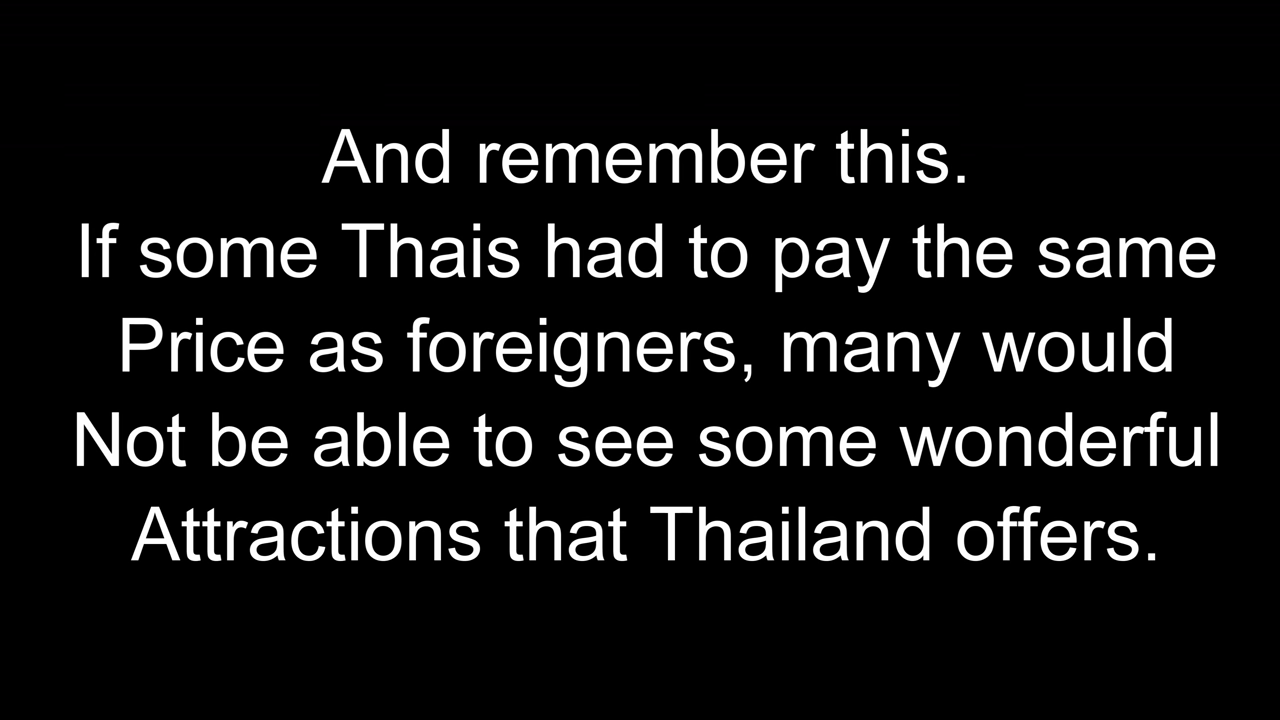 And remember this.
If some Thais had to pay the same
Price as foreigners, many would
Not be able to see some wonderful
Attractions that Thailand offers.